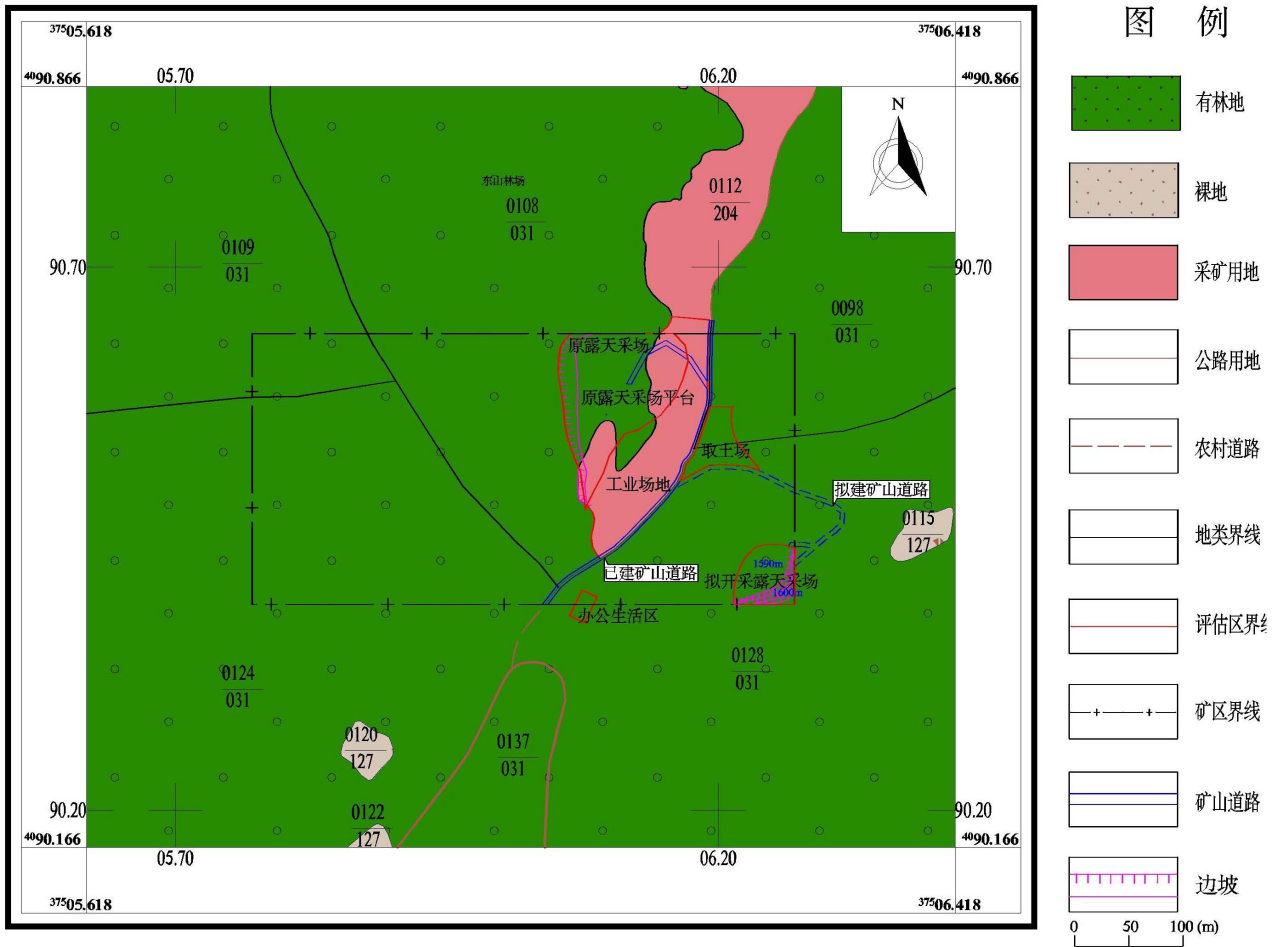 ³⁷⁵05.618
³⁷⁵06.418
⁴⁰90.866
05.70
06.20
⁴⁰90.866
N
东山林场
0108
031
0112
204
0109
031
90.70
90.70
0098
031
原露天采场
原露天采场平台
取土场
工业场地
拟建矿山道路
0115
127
已建矿山道路
1590m
拟开采露天采场
1600m
办公生活区
0124
031
0128
031
0120
127
0137
031
0122
127
90.20
90.20
⁴⁰90.166
⁴⁰90.166
05.70
06.20
³⁷⁵05.618
³⁷⁵06.418
图 例
有林地
裸地
采矿用地
公路用地
农村道路
地类界线
评估区界
矿区界线
矿山道路
边坡
0 50 100 (m)